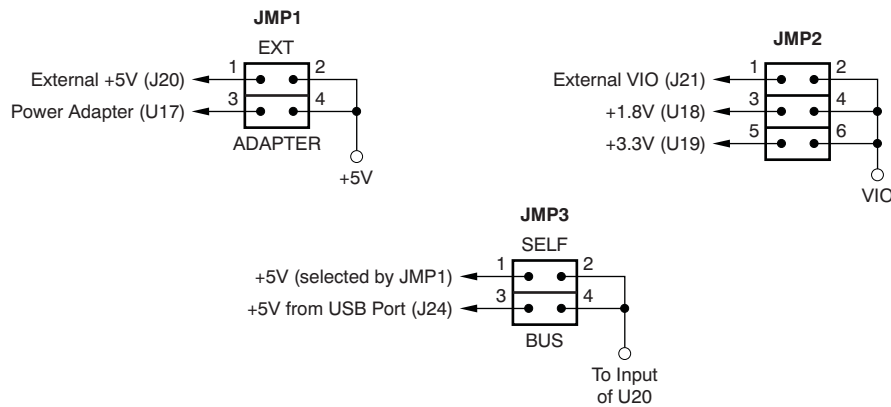 JMP1
EXT
1 2
External +5V (J20)
3 4
Power Adapter (U17)
ADAPTER
+5V
JMP2
1 2
External VIO (J21)
3 4
+1.8V (U18)
5 6
+3.3V (U19)
VIO
JMP3
SELF
1 2
+5V (selected by JMP1)
3 4
+5V from USB Port (J24)
BUS
To Input
of U20